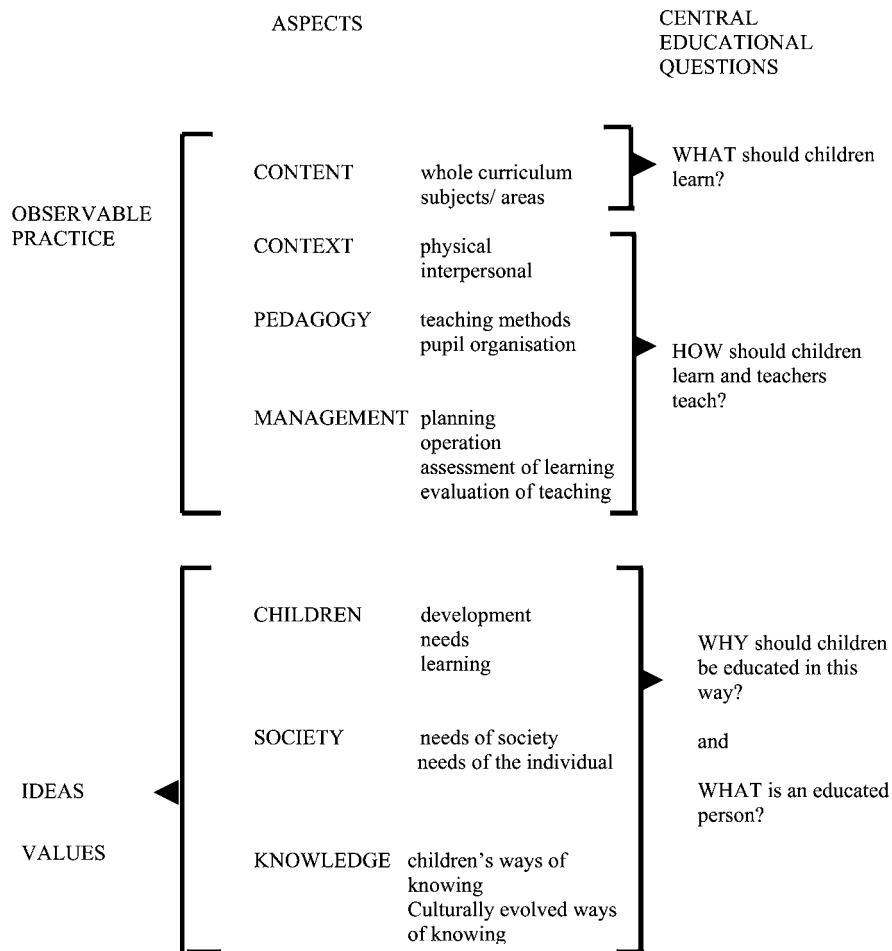 ASPECTS
CENTRAL
EDUCATIONAL
QUESTIONS
OBSERVABLE
PRACTICE
CONTENT
whole curriculum
subjects/ areas
WHAT should children
learn?
CONTEXT
physical
interpersonal
PEDAGOGY
teaching methods
pupil organisation
MANAGEMENT
planning
operation
assessment of learning
evaluation of teaching
HOW should children
learn and teachers
teach?
IDEAS
VALUES
CHILDREN
development
needs
learning
SOCIETY
needs of society
needs of the individual
KNOWLEDGE
children’s ways of
knowing
Culturally evolved ways
of knowing
WHY should children
be educated in this
way?
and
WHAT is an educated
person?